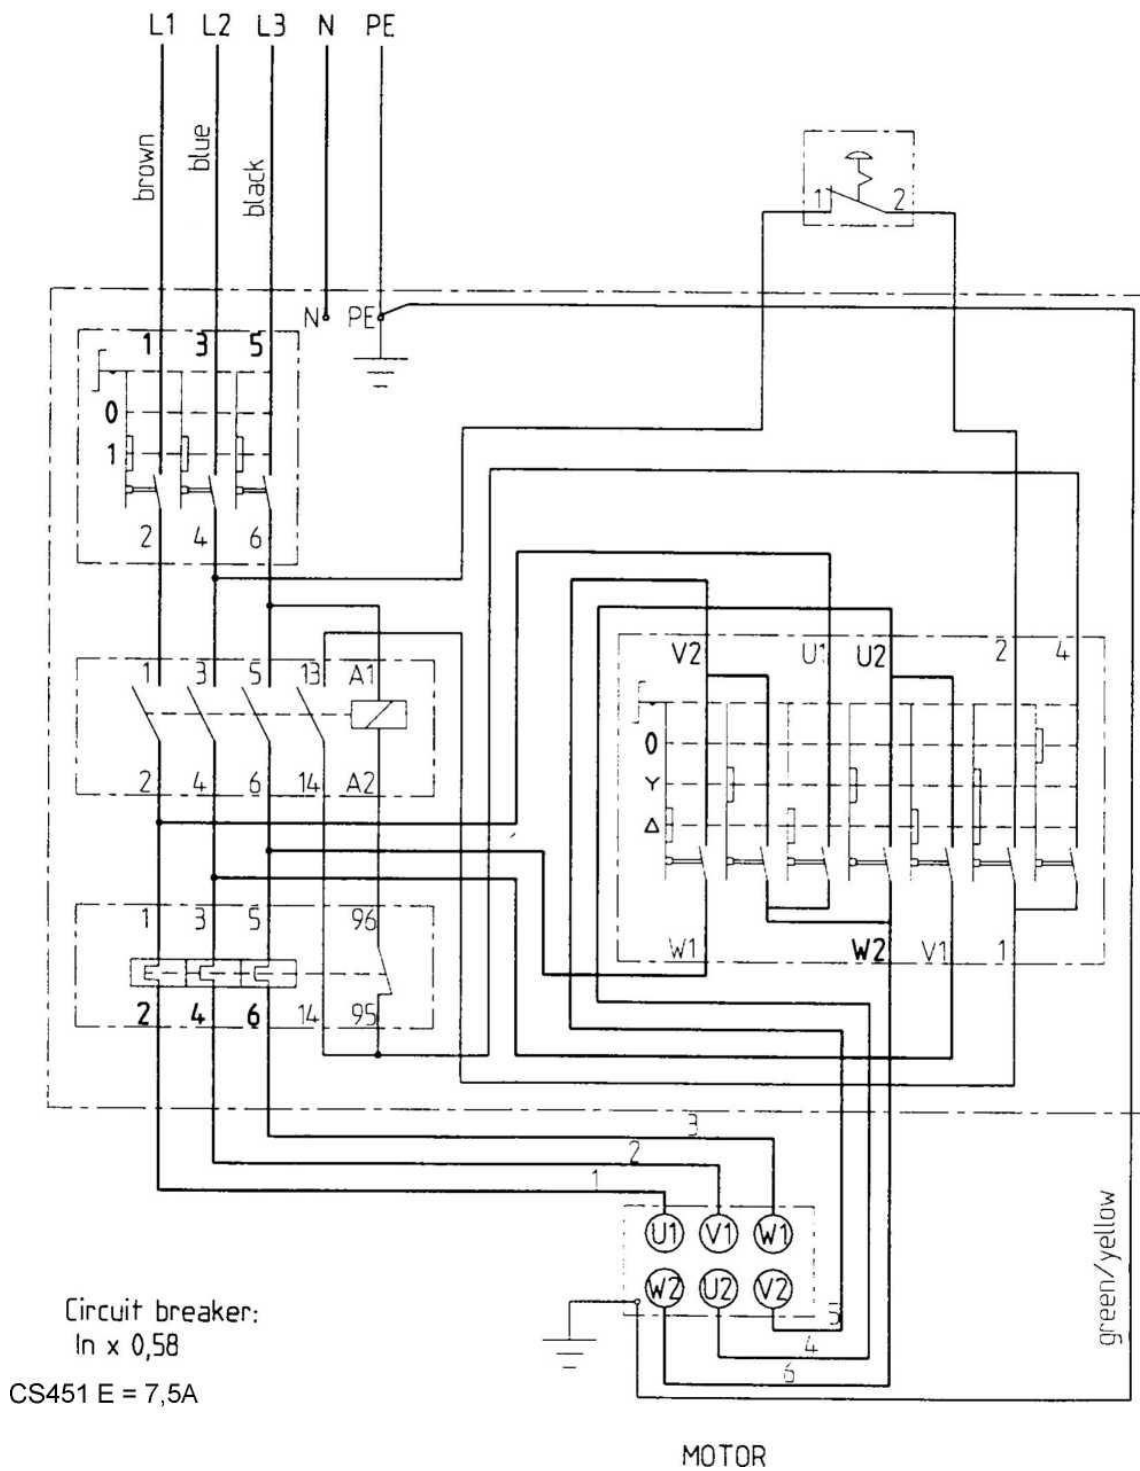 L1 L2 L3 N PE
brown
blue
black
1 2
N PE
1 3 5
0
1
2 4 6
V2 U1 U2 2 4
1 3 5 13 A1
0
Y
Δ
2 4 6 14 A2
1 3 5 96
W1 W2 V1 1
2 4 6 14 95
3
2
1
U1 V1 W1
W2 U2 V2
5
4
6
green/yellow
Circuit breaker:
In x 0,58
CS451 E = 7,5A
MOTOR